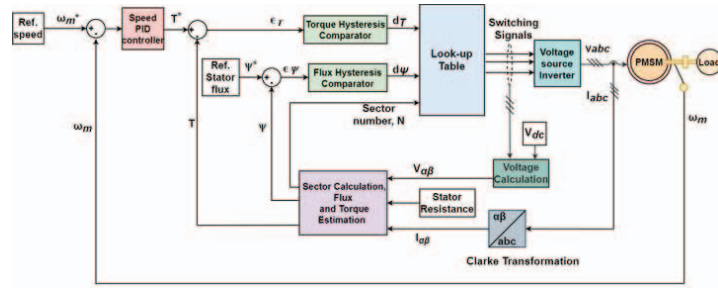 Ref. speed
ωm*
Speed PID controller
T*
ϵT
Torque Hysteresis Comparator
dT
Ref. Stator flux
Ψ*
ϵΨ
Flux Hysteresis Comparator
dΨ
Look-up Table
Switching Signals
Voltage source Inverter
vabc
PMSM
Load
Iabc
ωm
T
Ψ
Sector number, N
Vdc
ωm
Sector Calculation, Flux and Torque Estimation
Vαβ
Voltage Calculation
Stator Resistance
Iαβ
αβ
abc
Clarke Transformation